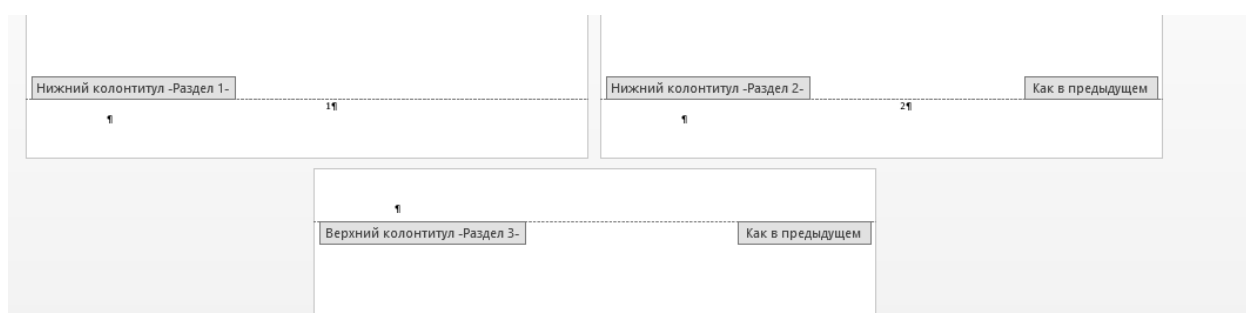 Нижний колонтитул -Раздел 1-
1¶
¶
Нижний колонтитул -Раздел 2-
Как в предыдущем
2¶
¶
¶
Верхний колонтитул -Раздел 3-
Как в предыдущем